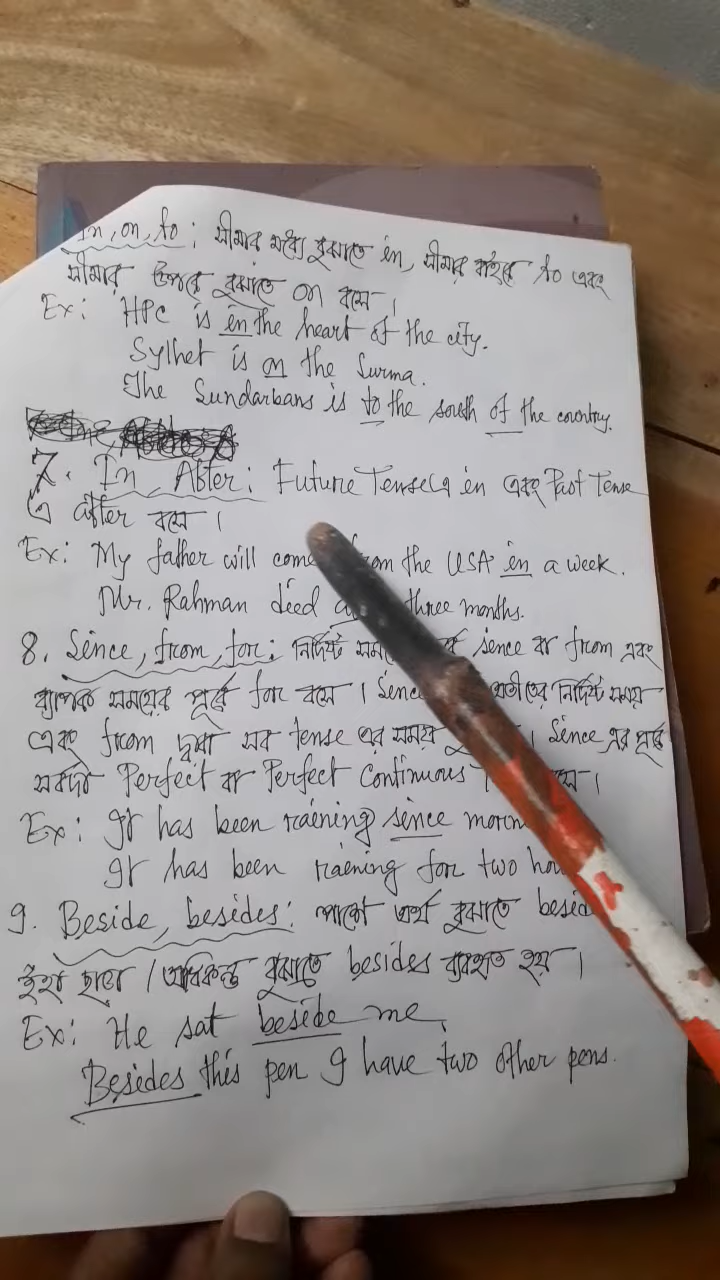 In, on, to : সীমার মধ্যে বুঝাতে in, সীমার বাইরে to এবং
সীমার উপরে বুঝাতে on বসে।
Ex: HPC is in the heart of the city.
Sylhet is on the Surma.
The Sundarbans is to the south of the country.
7. In, After: Future Tense এ in এবং Past Tense
এ after বসে।
Ex: My father will come from the USA in a week.
Mr. Rahman died three months.
8. Since, from, for: নির্দিষ্ট since বা from এবং
ব্যাপক সময়ের পূর্বে for বসে। Since অতীতের নির্দিষ্ট সময়
এবং from দ্বারা সব tense এর সময় । Since এর পূর্বে
সবদা Perfect বা Perfect Continuous ।
Ex: It has been raining since
It has been raining for two
9. Beside, besides: পাশে অর্থ বুঝাতে
ইহা ছাড়া / অধিকন্তু বুঝাতে besides ব্যবহৃত হয়।
Ex: He sat beside me.
Besides this pen I have two other pens.